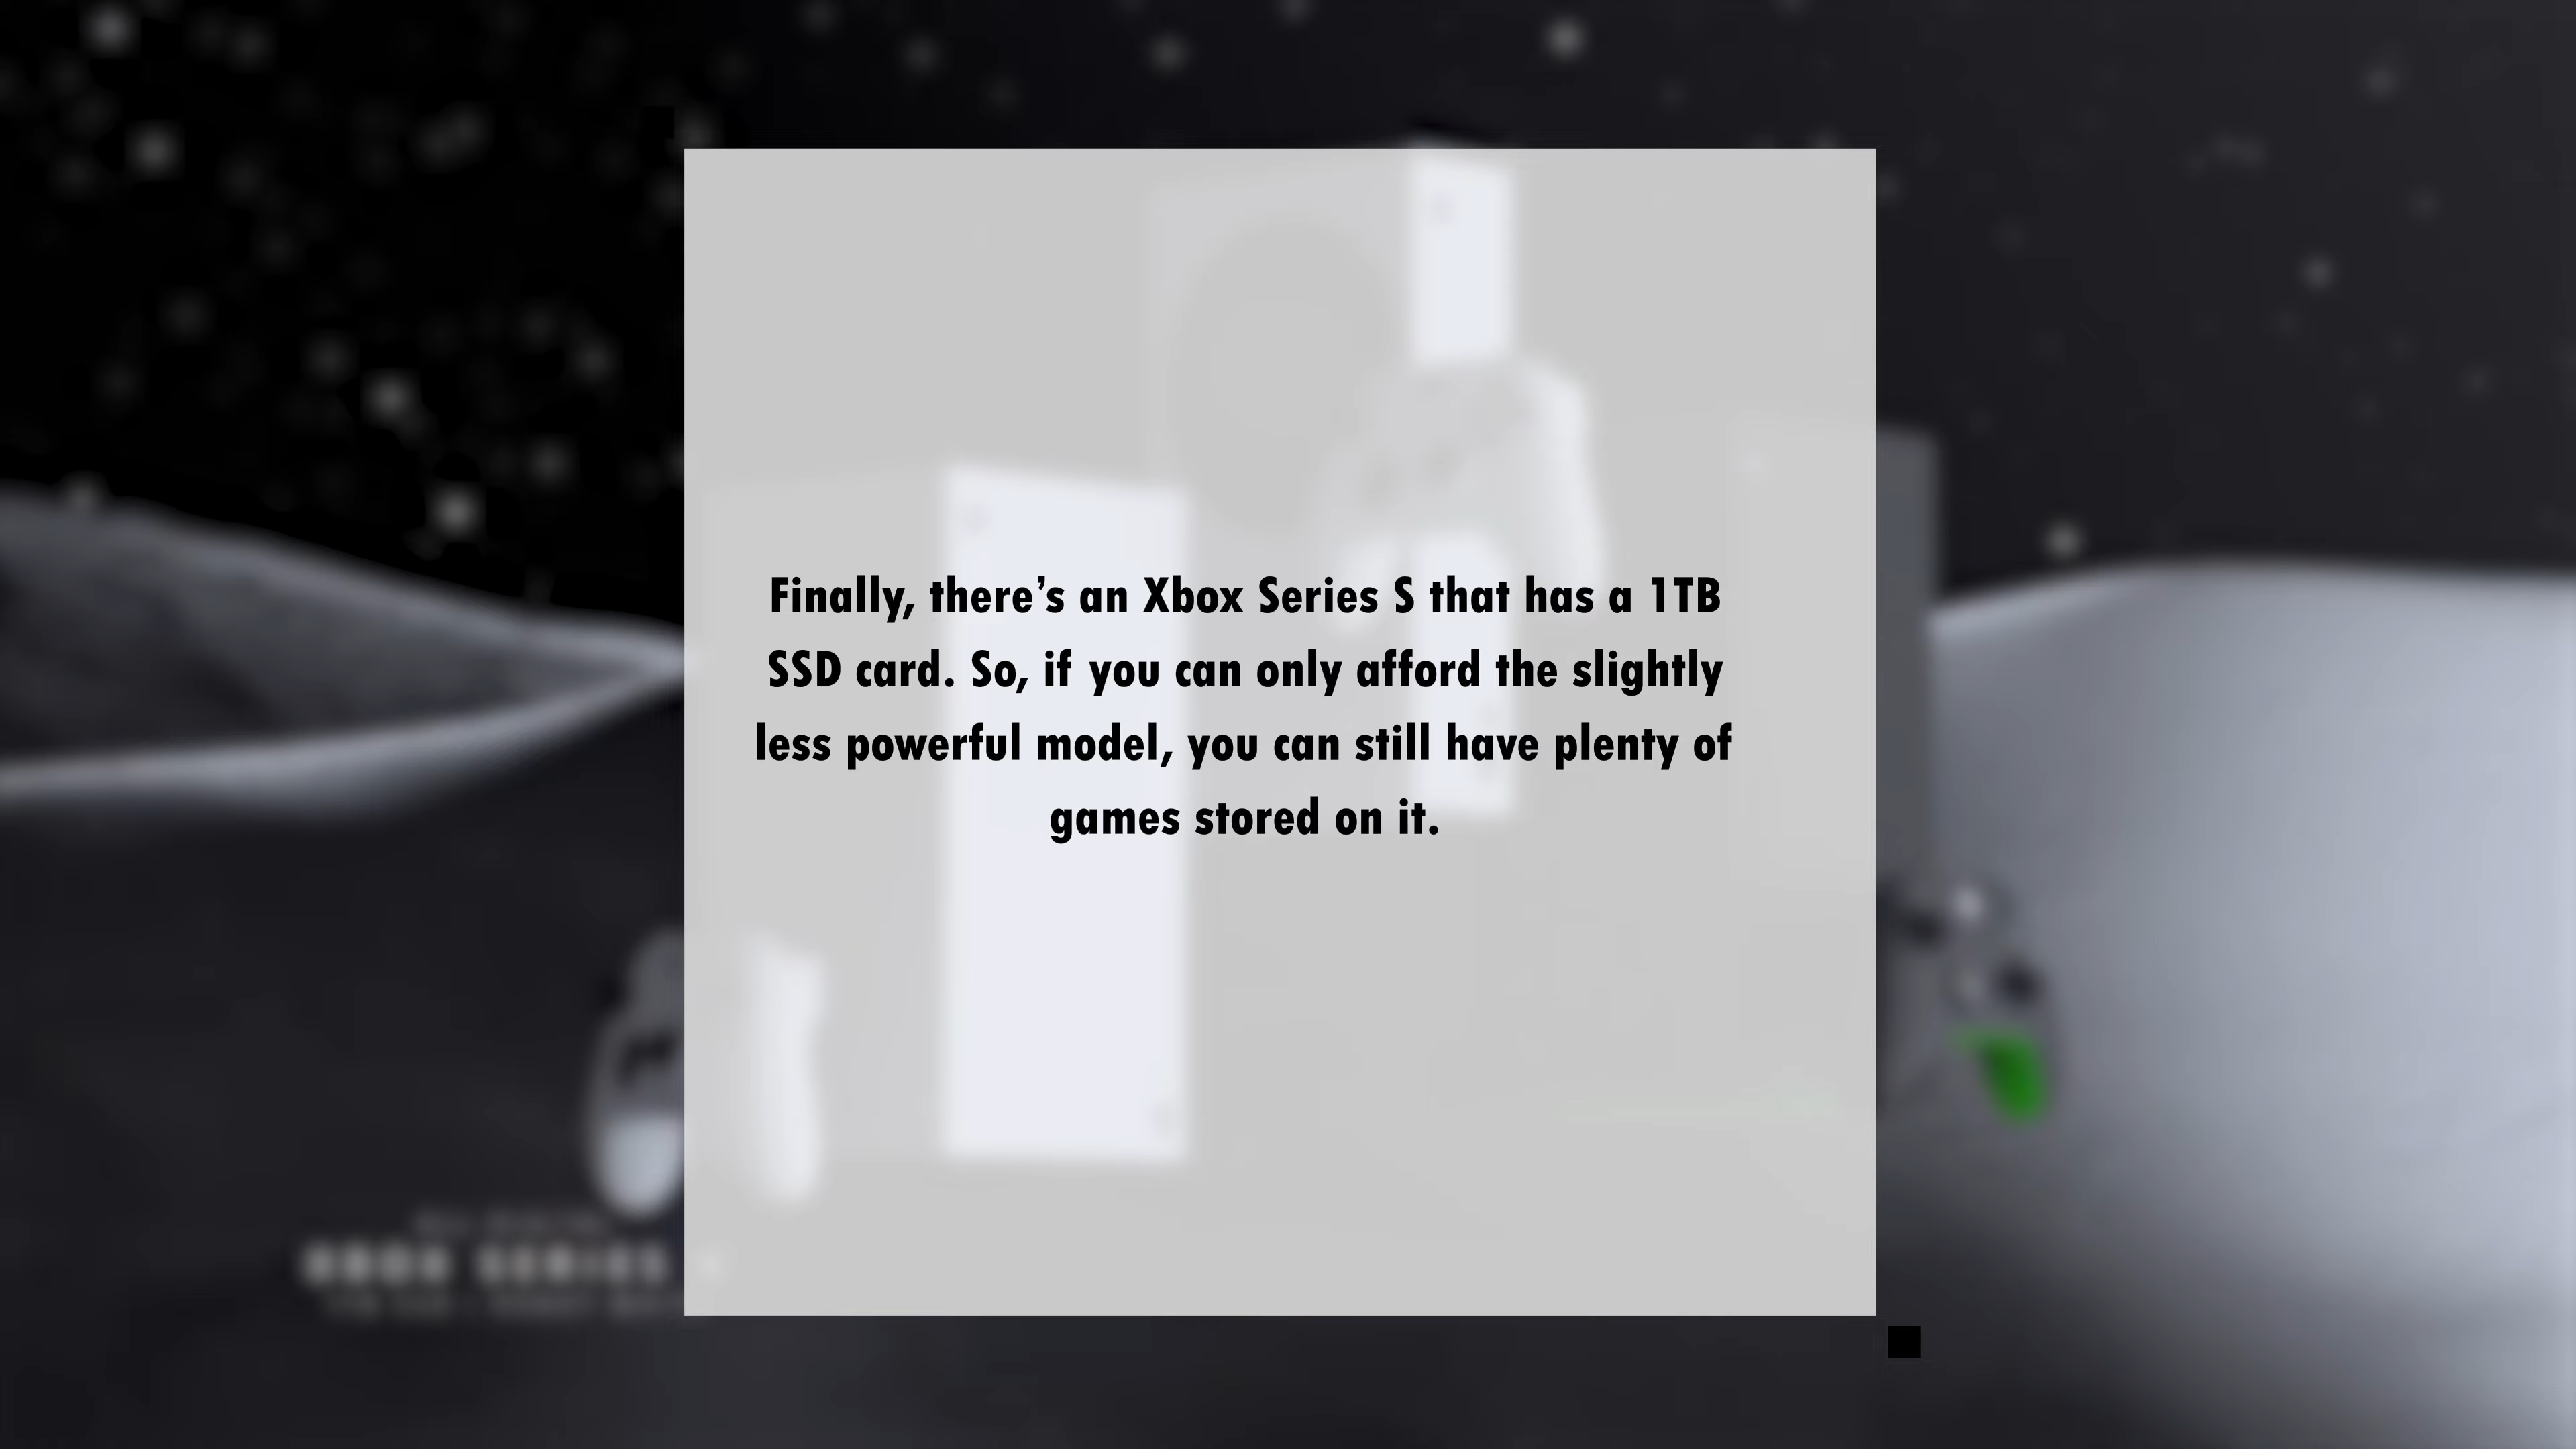 Finally, there’s an Xbox Series S that has a 1TB
SSD card. So, if you can only afford the slightly
less powerful model, you can still have plenty of
games stored on it.